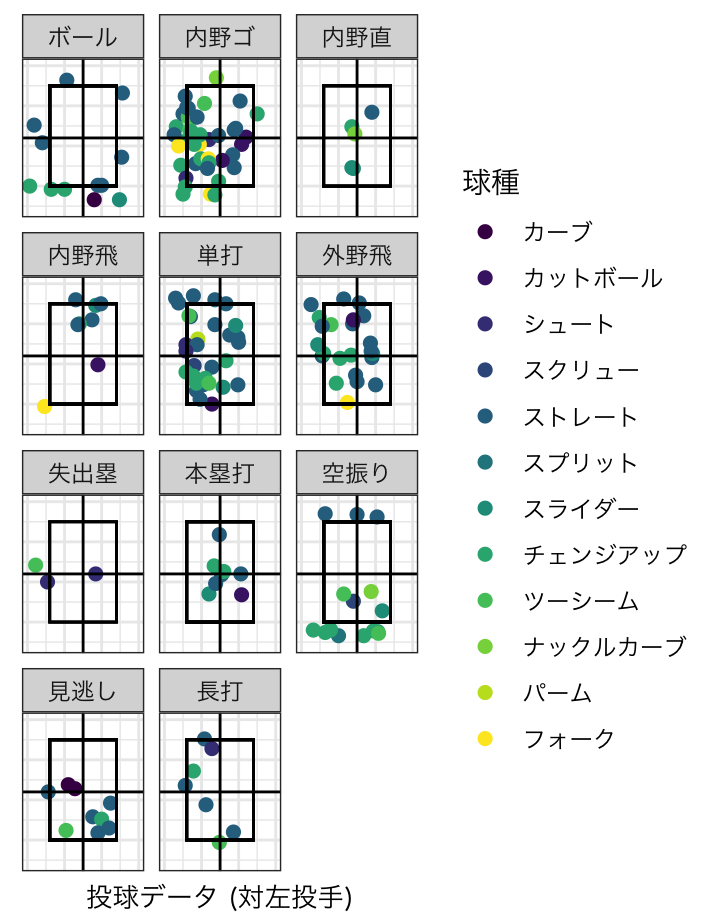 ボール 内野ゴ 内野直
内野飛 単打 外野飛
失出塁 本塁打 空振り
見逃し 長打
球種
カーブ
カットボール
シュート
スクリュー
ストレート
スプリット
スライダー
チェンジアップ
ツーシーム
ナックルカーブ
パーム
フォーク
投球データ (対左投手)